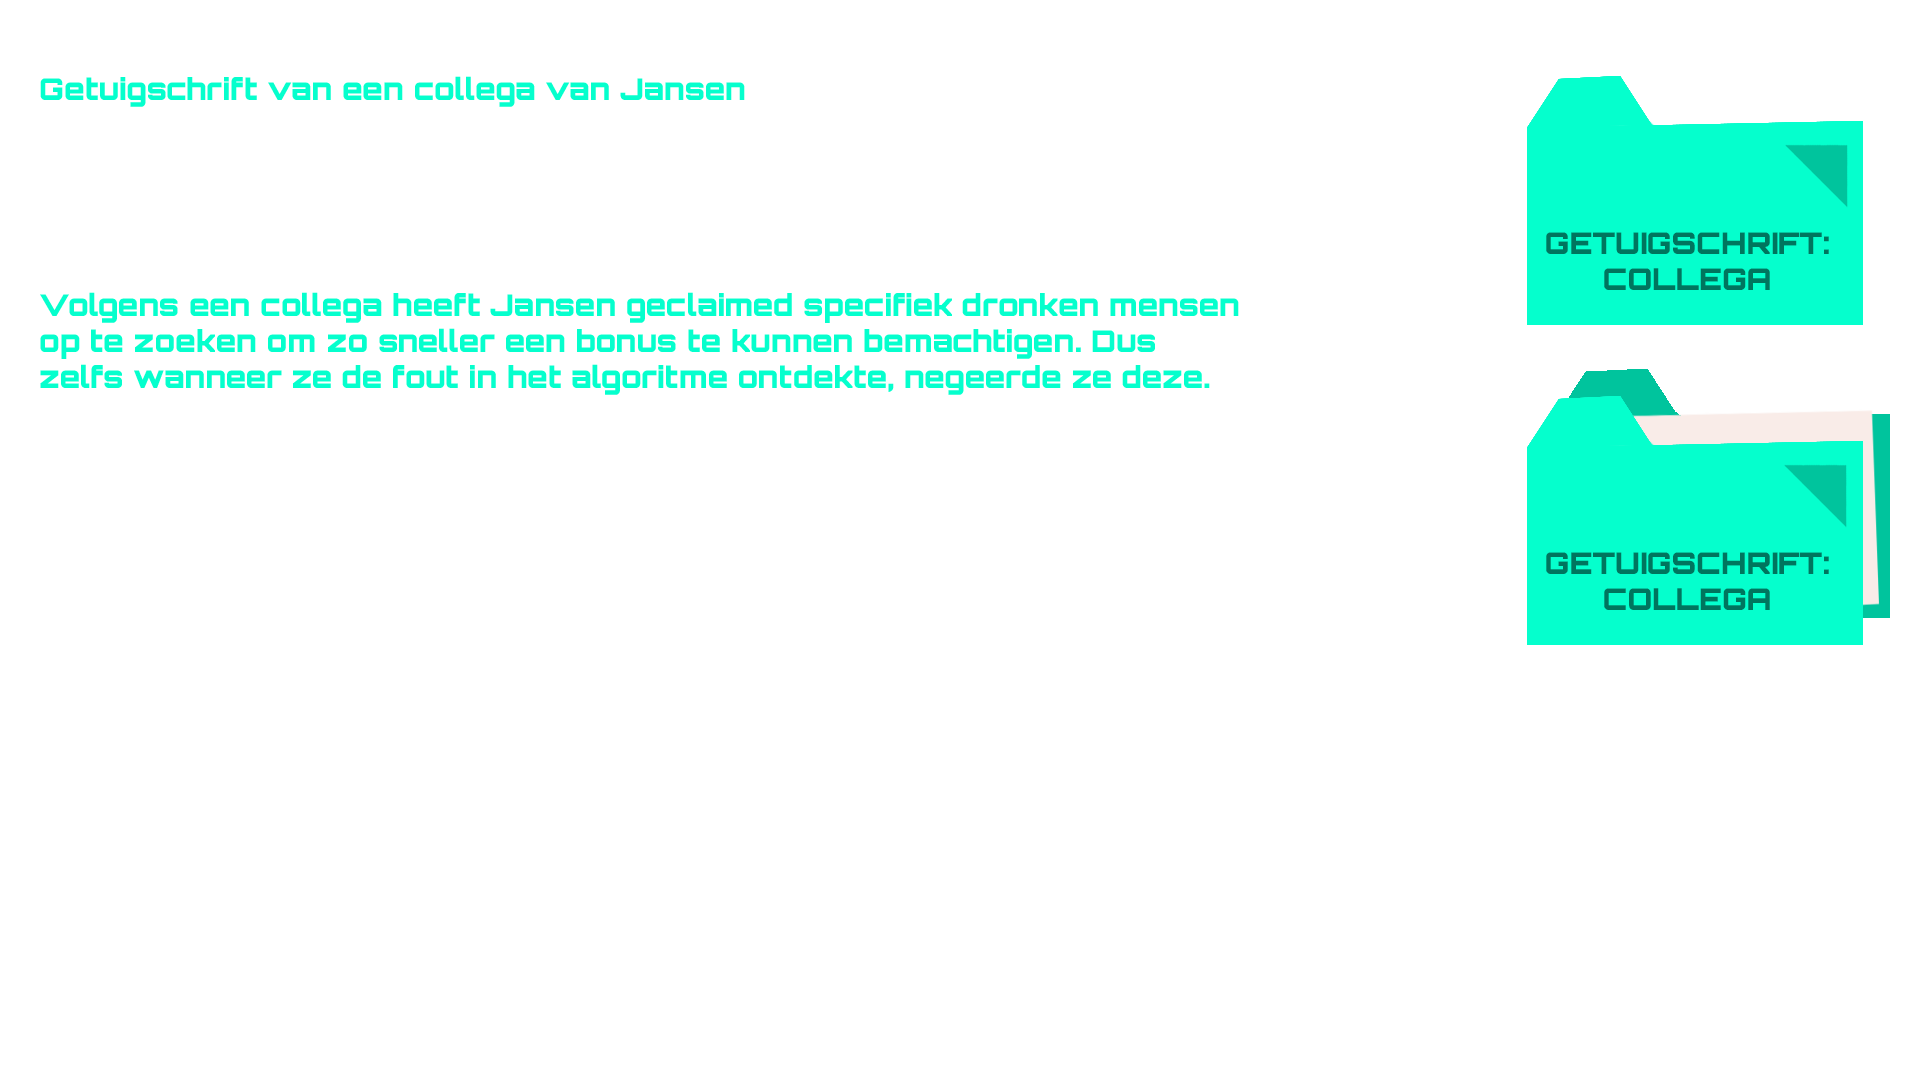 Getuigschrift van een collega van Jansen
Volgens een collega heeft Jansen geclaimed specifiek dronken mensen
op te zoeken om zo sneller een bonus te kunnen bemachtigen. Dus
zelfs wanneer ze de fout in het algoritme ontdekte, negeerde ze deze.
GETUIGSCHRIFT:
COLLEGA
GETUIGSCHRIFT:
COLLEGA